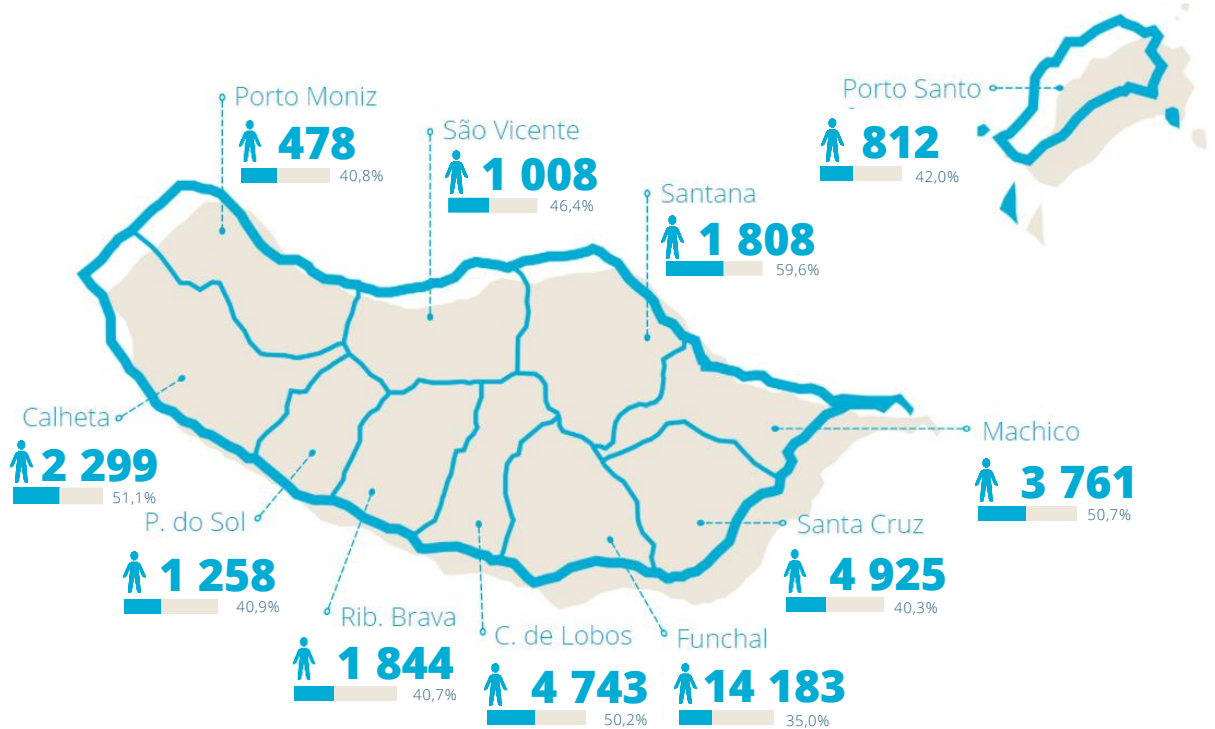 Porto Moniz
478
40,8%
São Vicente
1 008
46,4%
Santana
1 808
59,6%
Porto Santo
812
42,0%
Calheta
2 299
51,1%
P. do Sol
1 258
40,9%
Rib. Brava
1 844
40,7%
C. de Lobos
4 743
50,2%
Funchal
14 183
35,0%
Santa Cruz
4 925
40,3%
Machico
3 761
50,7%